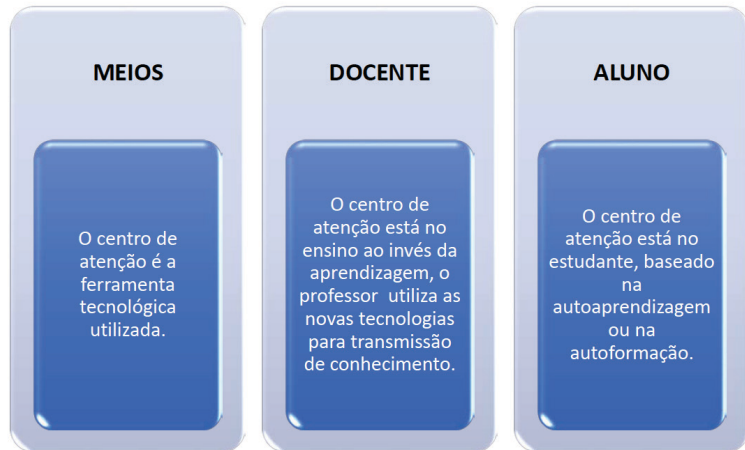 MEIOS
O centro de
atenção é a
ferramenta
tecnológica
utilizada.
DOCENTE
O centro de
atenção está no
ensino ao invés da
aprendizagem, o
professor utiliza as
novas tecnologias
para transmissão
de conhecimento.
ALUNO
O centro de
atenção está no
estudante, baseado
na
autoaprendizagem
ou na
autoformação.